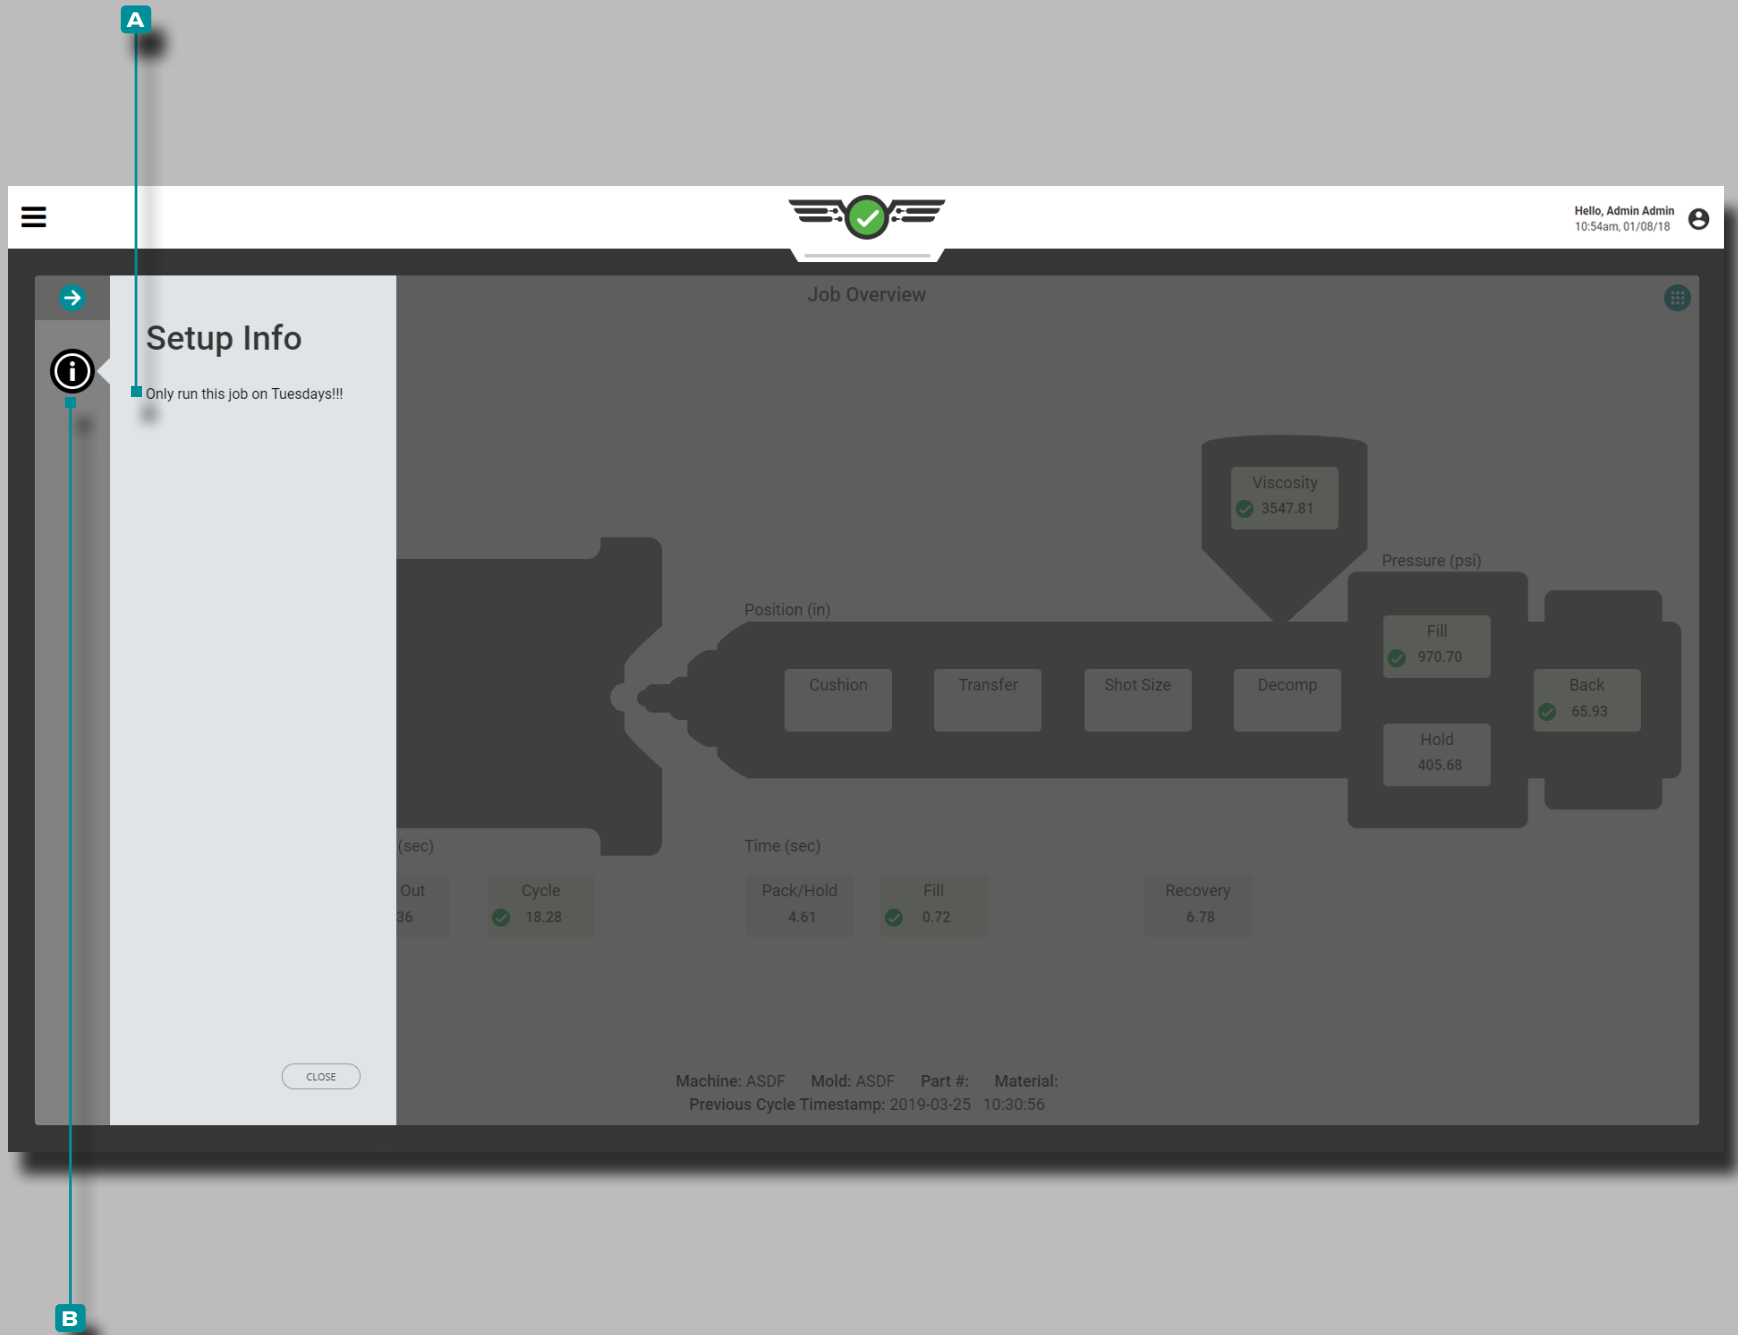 A
Hello, Admin Admin
10:54am, 01/08/18
Job Overview
Setup Info
Only run this job on Tuesdays!!!
Viscosity
3547.81
Pressure (psi)
Position (in)
Fill
970.70
Cushion
Transfer
Shot Size
Decomp
Back
65.93
Hold
405.68
(sec)
Time (sec)
Out
36
Cycle
18.28
Pack/Hold
4.61
Fill
0.72
Recovery
6.78
CLOSE
Machine: ASDF Mold: ASDF Part #: Material:
Previous Cycle Timestamp: 2019-03-25 10:30:56
B